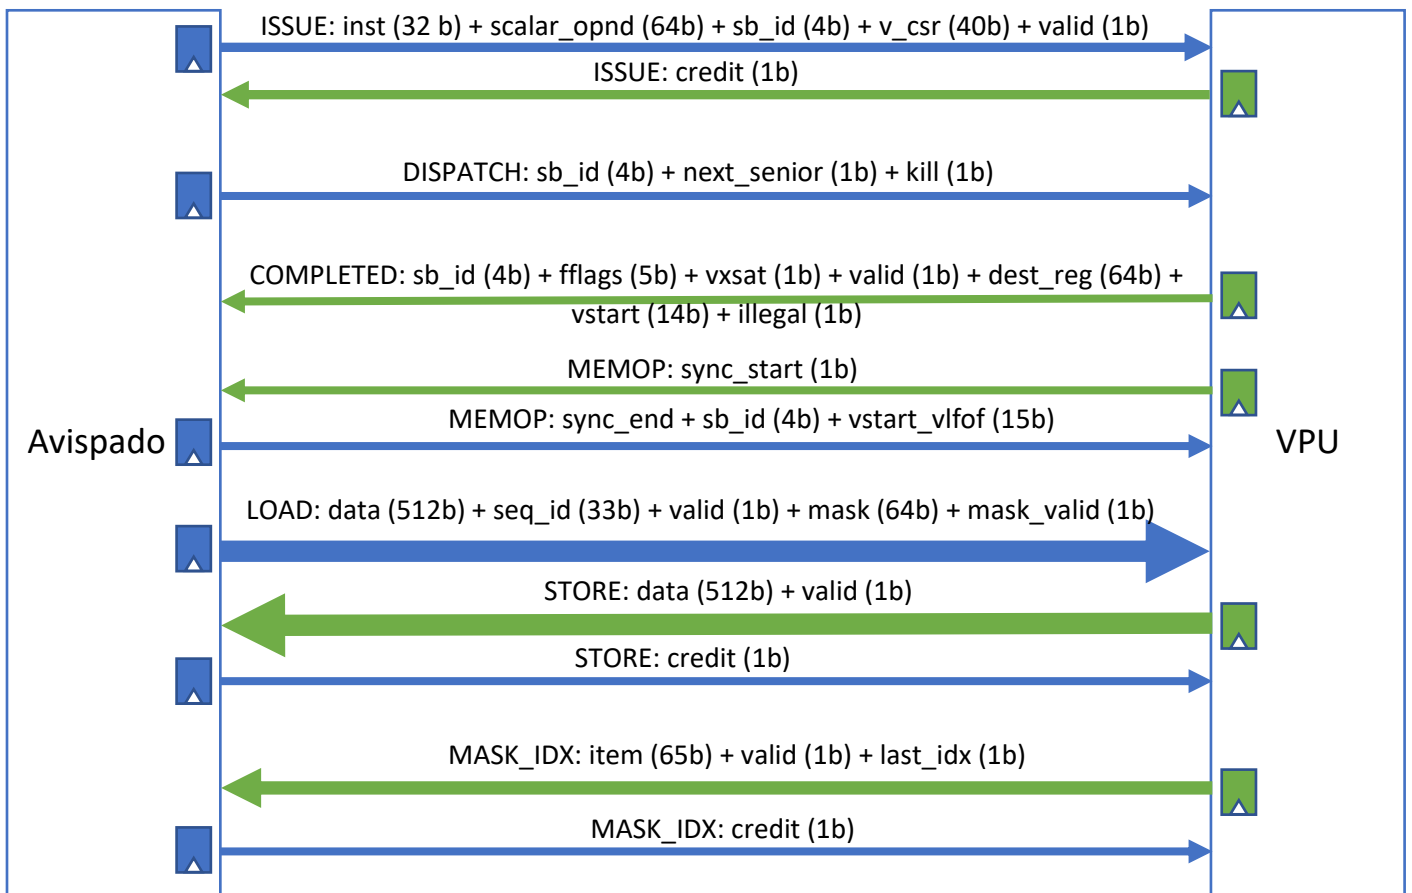 ISSUE: inst (32 b) + scalar_opnd (64b) + sb_id (4b) + v_csr (40b) + valid (1b)
ISSUE: credit (1b)
DISPATCH: sb_id (4b) + next_senior (1b) + kill (1b)
COMPLETED: sb_id (4b) + fflags (5b) + vxsat (1b) + valid (1b) + dest_reg (64b) +
vstart (14b) + illegal (1b)
MEMOP: sync_start (1b)
MEMOP: sync_end + sb_id (4b) + vstart_vlfof (15b)
Avispado
VPU
LOAD: data (512b) + seq_id (33b) + valid (1b) + mask (64b) + mask_valid (1b)
STORE: data (512b) + valid (1b)
STORE: credit (1b)
MASK_IDX: item (65b) + valid (1b) + last_idx (1b)
MASK_IDX: credit (1b)